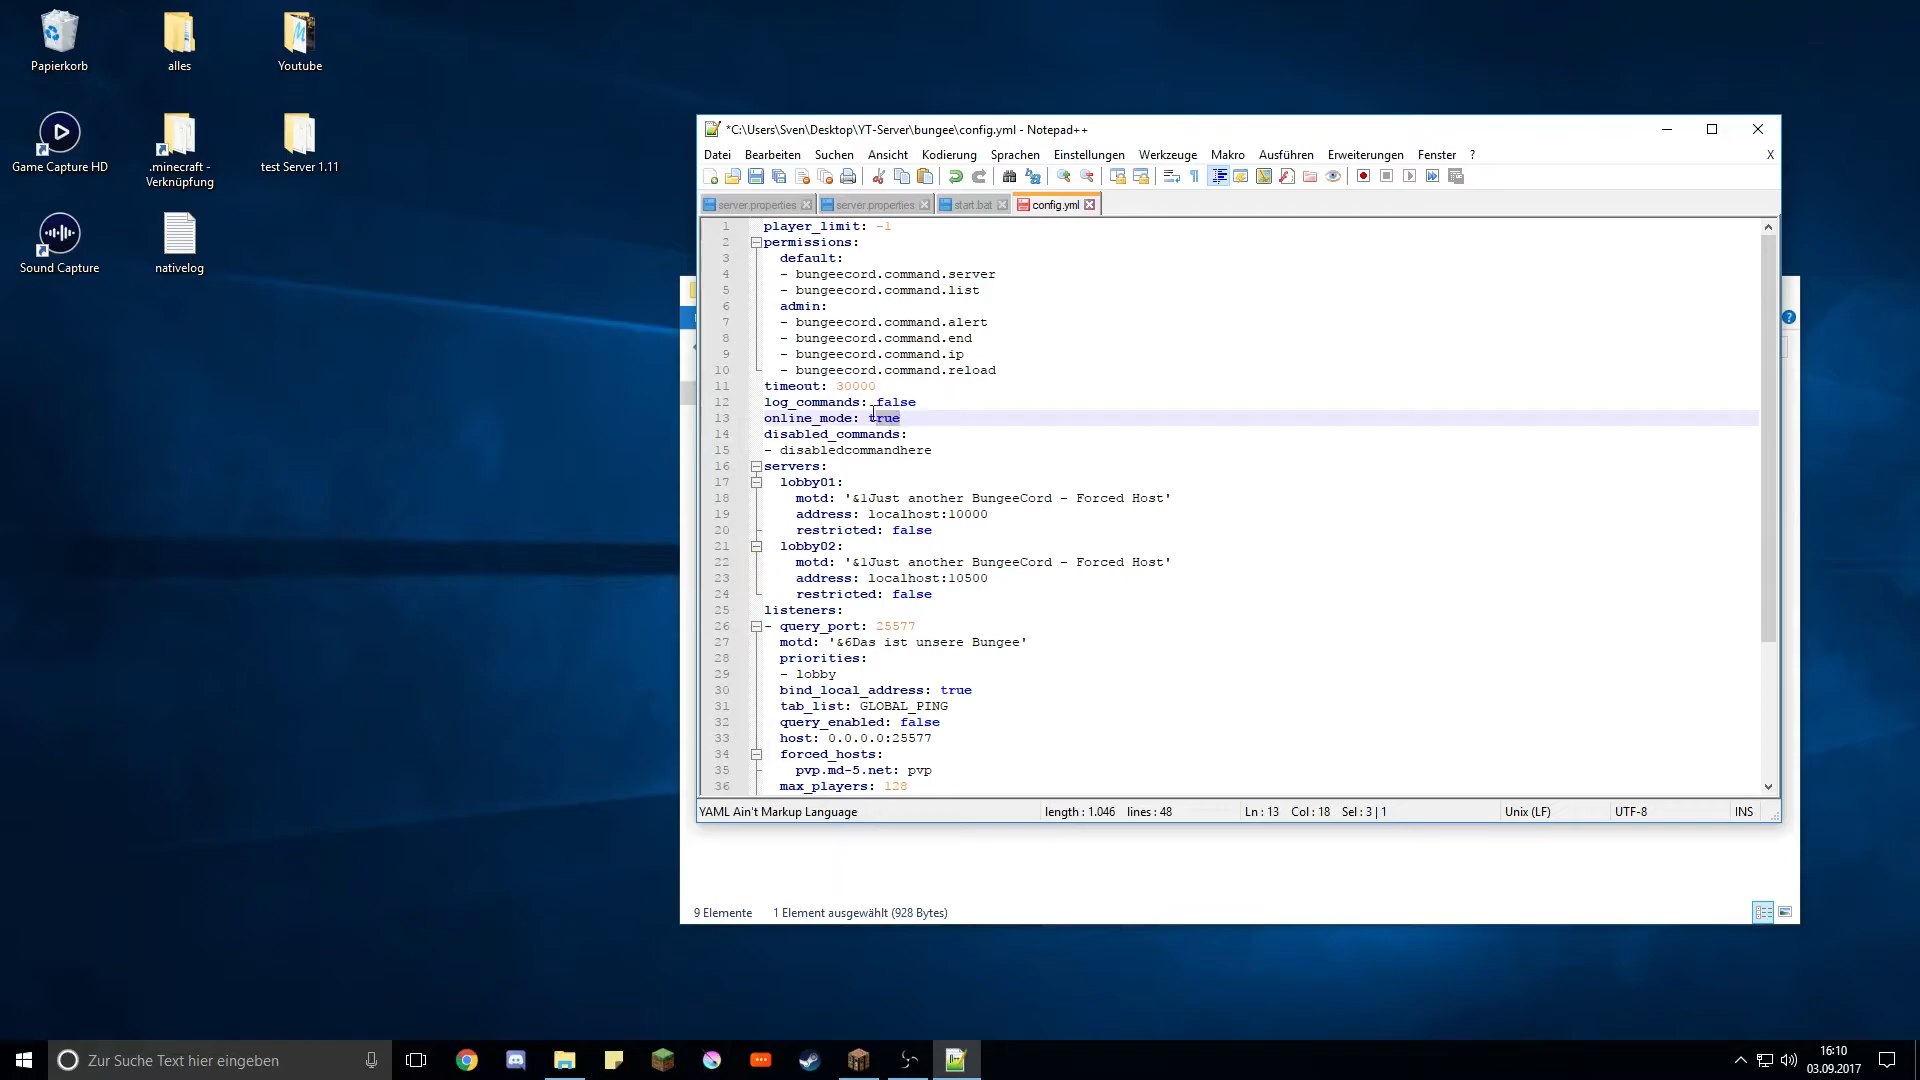 Papierkorb
alles
Youtube
Game Capture HD
.minecraft -
Verknüpfung
test Server 1.11
Sound Capture
nativelog
*C:\Users\Sven\Desktop\YT-Server\bungee\config.yml - Notepad++
Datei Bearbeiten Suchen Ansicht Kodierung Sprachen Einstellungen Werkzeuge Makro Ausführen Erweiterungen Fenster ? X
server.properties server.properties start.bat config.yml
1 player_limit: -1
2 permissions:
3 default:
4 - bungeecord.command.server
5 - bungeecord.command.list
6 admin:
7 - bungeecord.command.alert
8 - bungeecord.command.end
9 - bungeecord.command.ip
10 - bungeecord.command.reload
11 timeout: 30000
12 log_commands: false
13 online_mode: true
14 disabled_commands:
15 - disabledcommandhere
16 servers:
17 lobby01:
18 motd: '&1Just another BungeeCord - Forced Host'
19 address: localhost:10000
20 restricted: false
21 lobby02:
22 motd: '&1Just another BungeeCord - Forced Host'
23 address: localhost:10500
24 restricted: false
25 listeners:
26 - query_port: 25577
27 motd: '&6Das ist unsere Bungee'
28 priorities:
29 - lobby
30 bind_local_address: true
31 tab_list: GLOBAL_PING
32 query_enabled: false
33 host: 0.0.0.0:25577
34 forced_hosts:
35 pvp.md-5.net: pvp
36 max_players: 128
YAML Ain't Markup Language length : 1.046 lines : 48 Ln : 13 Col : 18 Sel : 3 | 1 Unix (LF) UTF-8 INS
9 Elemente 1 Element ausgewählt (928 Bytes)
Zur Suche Text hier eingeben
16:10
03.09.2017